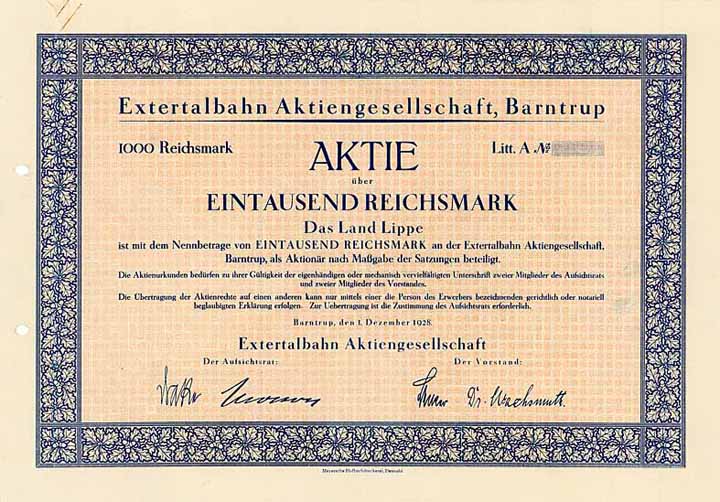 Extertalbahn Aktiengesellschaft, Barntrup
1000 Reichsmark AKTIE Litt. A №
über
EINTAUSEND REICHSMARK
Das Land Lippe
ist mit dem Nennbetrage von EINTAUSEND REICHSMARK an der Extertalbahn Aktiengesellschaft,
Barntrup, als Aktionär nach Maßgabe der Satzungen beteiligt.
Die Aktienurkunden bedürfen zu ihrer Gültigkeit der eigenhändigen oder mechanisch vervielfältigten Unterschrift zweier Mitglieder des Aufsichtsrats
und zweier Mitglieder des Vorstandes.
Die Übertragung der Aktienrechte auf einen anderen kann nur mittels einer die Person des Erwerbers bezeichnenden gerichtlich oder notariell
beglaubigten Erklärung erfolgen. Zur Uebertragung ist die Zustimmung des Aufsichtsrats erforderlich.
Barntrup, den 1. Dezember 1928.
Extertalbahn Aktiengesellschaft
Der Aufsichtsrat: Der Vorstand:
Dr. Wachsmuth.
Meyersche Hofbuchdruckerei, Detmold